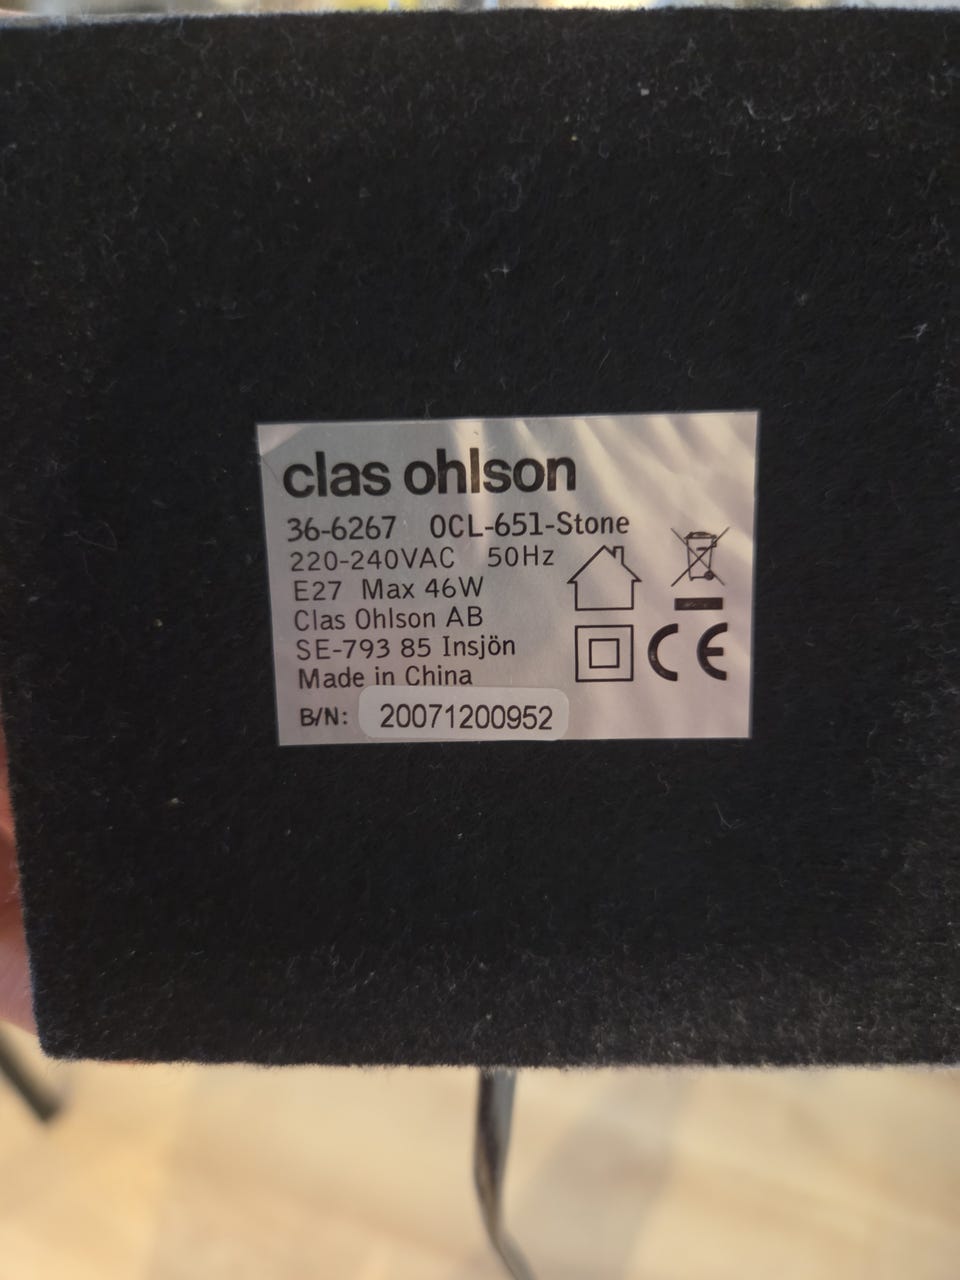 clas ohlson
36-6267 OCL-651-Stone
220-240VAC 50Hz
E27 Max 46W
Clas Ohlson AB
SE-793 85 Insjön
Made in China
B/N: 20071200952
CE